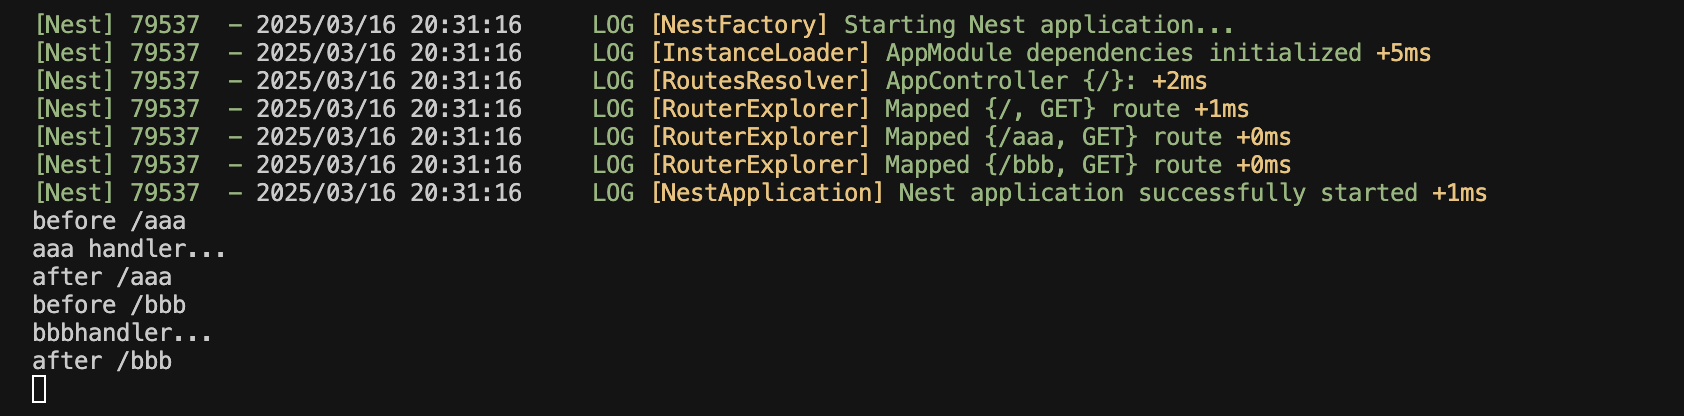 [Nest] 79537  - 2025/03/16 20:31:16     LOG [NestFactory] Starting Nest application...
[Nest] 79537  - 2025/03/16 20:31:16     LOG [InstanceLoader] AppModule dependencies initialized +5ms
[Nest] 79537  - 2025/03/16 20:31:16     LOG [RoutesResolver] AppController {/}: +2ms
[Nest] 79537  - 2025/03/16 20:31:16     LOG [RouterExplorer] Mapped {/, GET} route +1ms
[Nest] 79537  - 2025/03/16 20:31:16     LOG [RouterExplorer] Mapped {/aaa, GET} route +0ms
[Nest] 79537  - 2025/03/16 20:31:16     LOG [RouterExplorer] Mapped {/bbb, GET} route +0ms
[Nest] 79537  - 2025/03/16 20:31:16     LOG [NestApplication] Nest application successfully started +1ms
before /aaa
aaa handler...
after /aaa
before /bbb
bbbhandler...
after /bbb